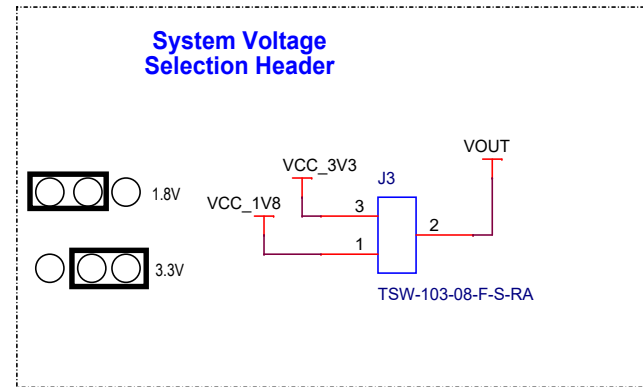 System Voltage
Selection Header
VOUT
VCC_3V3
J3
1.8V
VCC_1V8
3
2
1
3.3V
TSW-103-08-F-S-RA